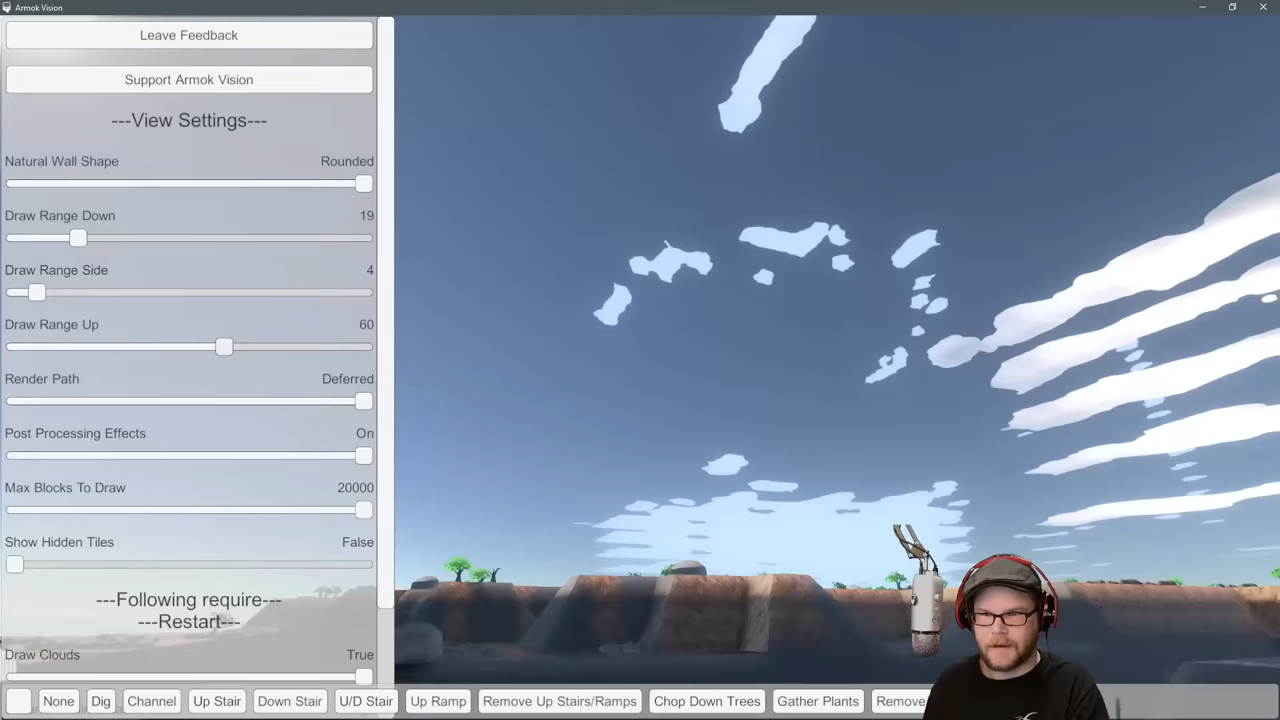 Armok Vision
Leave Feedback
Support Armok Vision
---View Settings---
Natural Wall Shape Rounded
Draw Range Down 19
Draw Range Side 4
Draw Range Up 60
Render Path Deferred
Post Processing Effects On
Max Blocks To Draw 20000
Show Hidden Tiles False
---Following require---
---Restart---
Draw Clouds True
None Dig Channel Up Stair Down Stair U/D Stair Up Ramp Remove Up Stairs/Ramps Chop Down Trees Gather Plants Remove